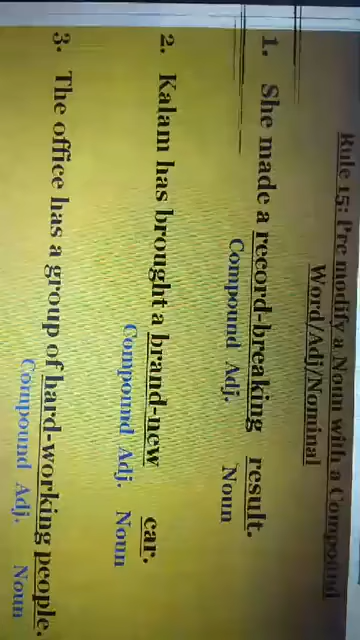 Rule 15: Pre modify a Noun with a Compound
Word/Adj/Nominal
1. She made a record-breaking result.
Compound Adj. Noun
2. Kalam has brought a brand-new car.
Compound Adj. Noun
3. The office has a group of hard-working people.
Compound Adj. Noun